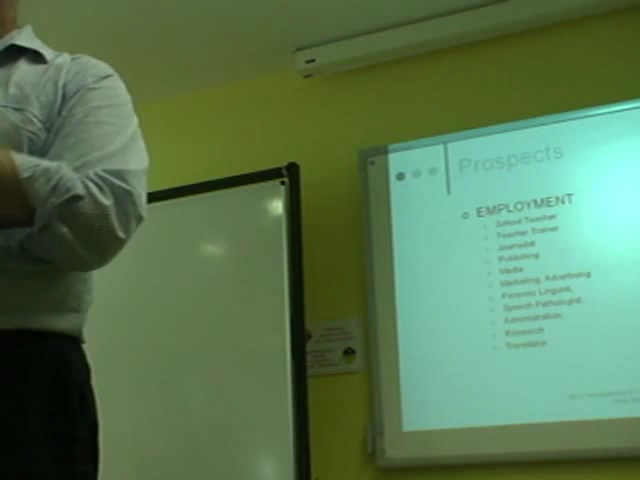 Prospects
EMPLOYMENT
School Teacher
Teacher Trainer
Journalist
Publishing
Media
Marketing, Advertising
Forensic Linguist,
Speech Pathologist,
Administration,
Research
Translator